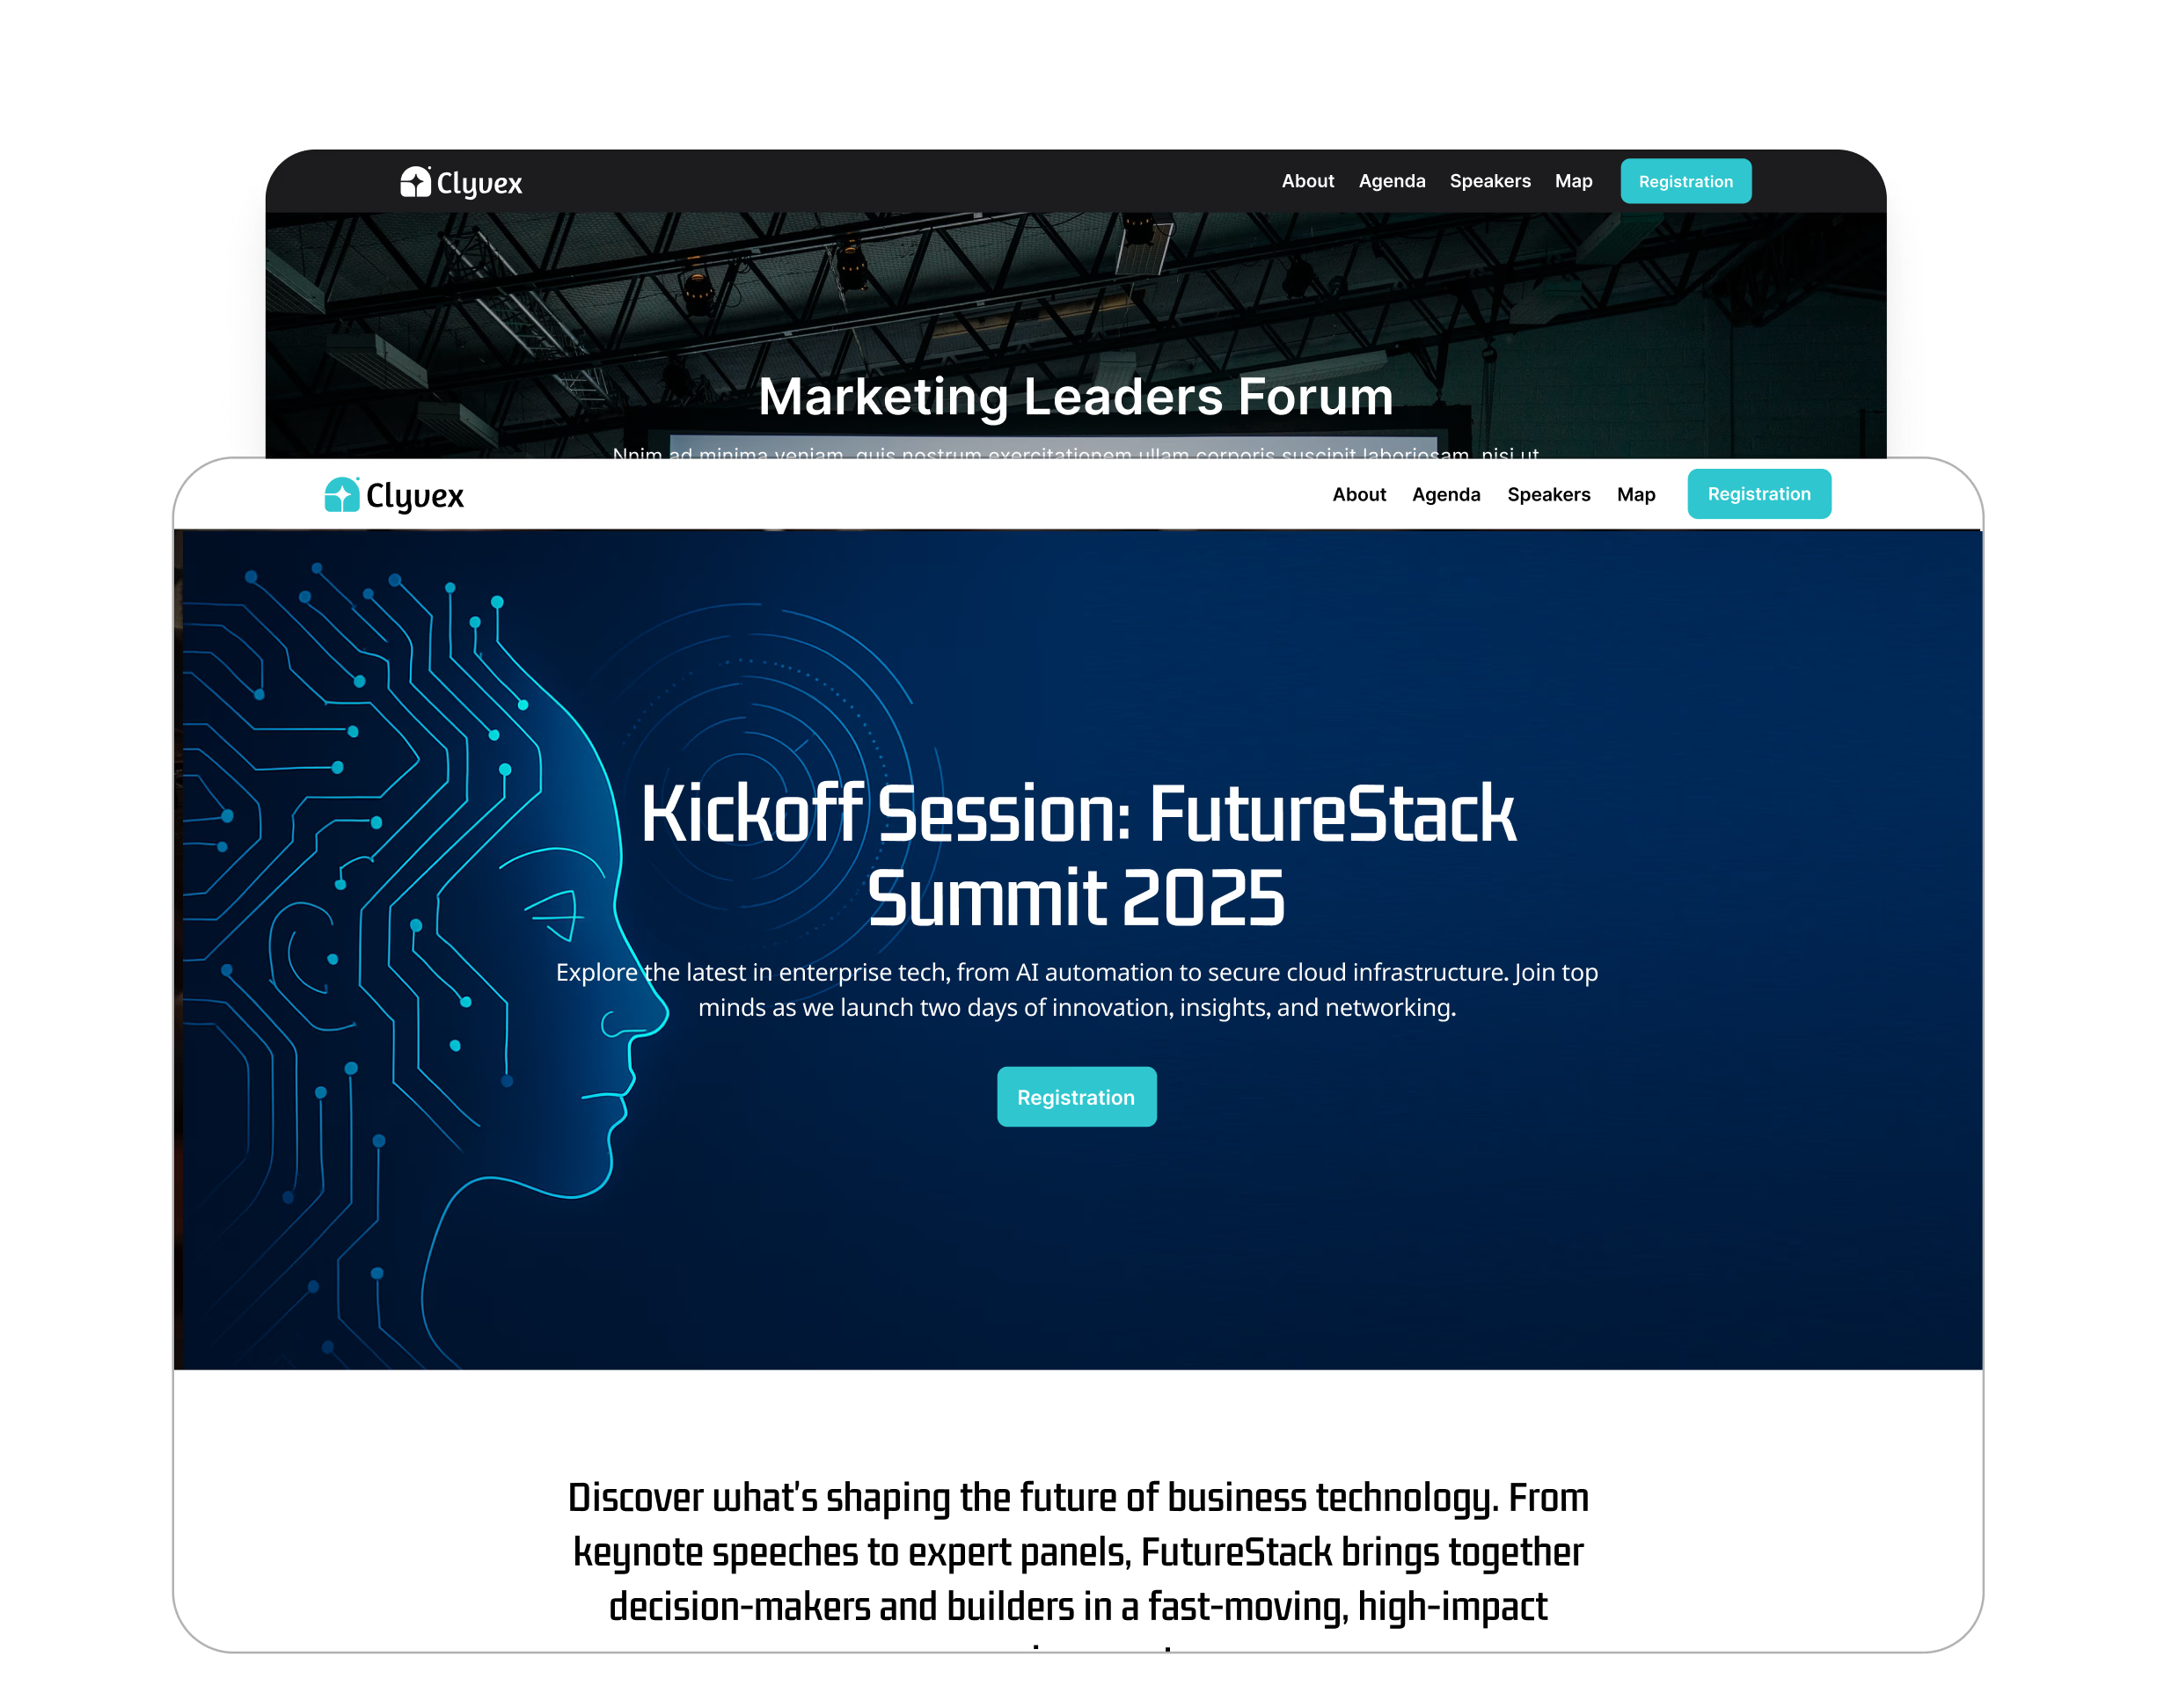 Clyvex
About Agenda Speakers Map Registration
Marketing Leaders Forum
Nnim ad minima veniam, quis nostrum exercitationem ullam corporis suscipit laboriosam, nisi ut
Clyvex
About Agenda Speakers Map Registration
Kickoff Session: FutureStack
Summit 2025
Explore the latest in enterprise tech, from AI automation to secure cloud infrastructure. Join top
minds as we launch two days of innovation, insights, and networking.
Registration
Discover what's shaping the future of business technology. From
keynote speeches to expert panels, FutureStack brings together
decision-makers and builders in a fast-moving, high-impact